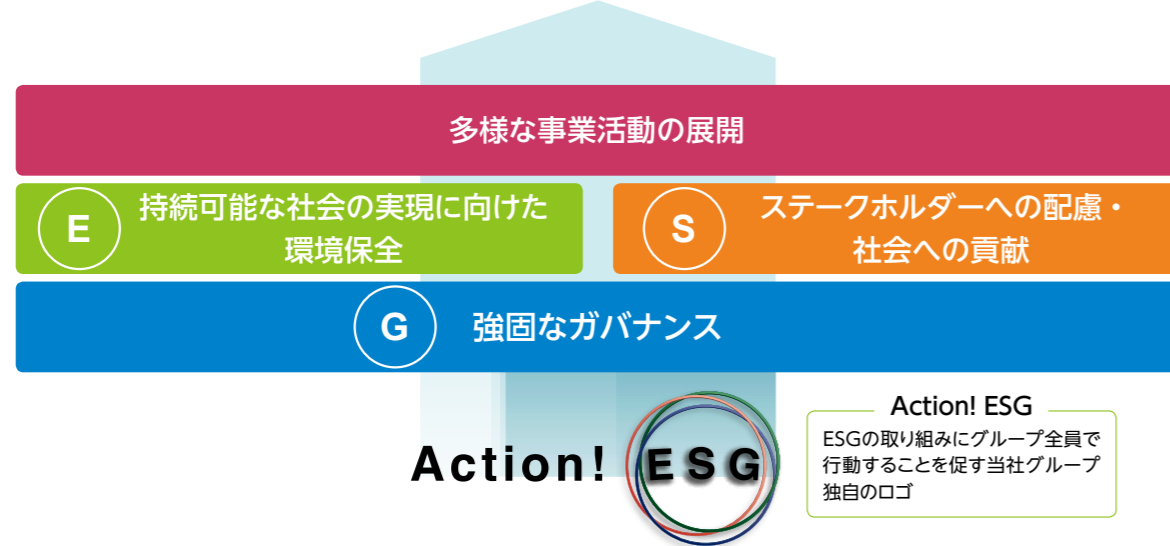 多様な事業活動の展開
E
持続可能な社会の実現に向けた
環境保全
S
ステークホルダーへの配慮・
社会への貢献
G
強固なガバナンス
Action! ESG
Action! ESG
ESGの取り組みにグループ全員で
行動することを促す当社グループ
独自のロゴ